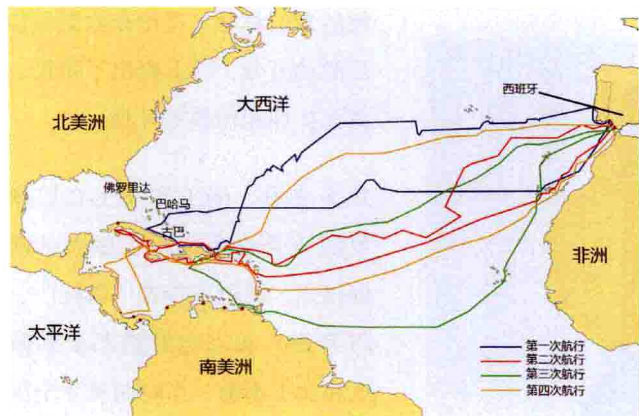 西班牙
大西洋
北美洲
佛罗里达
巴哈马
古巴
非洲
太平洋
南美洲
第一次航行
第二次航行
第三次航行
第四次航行